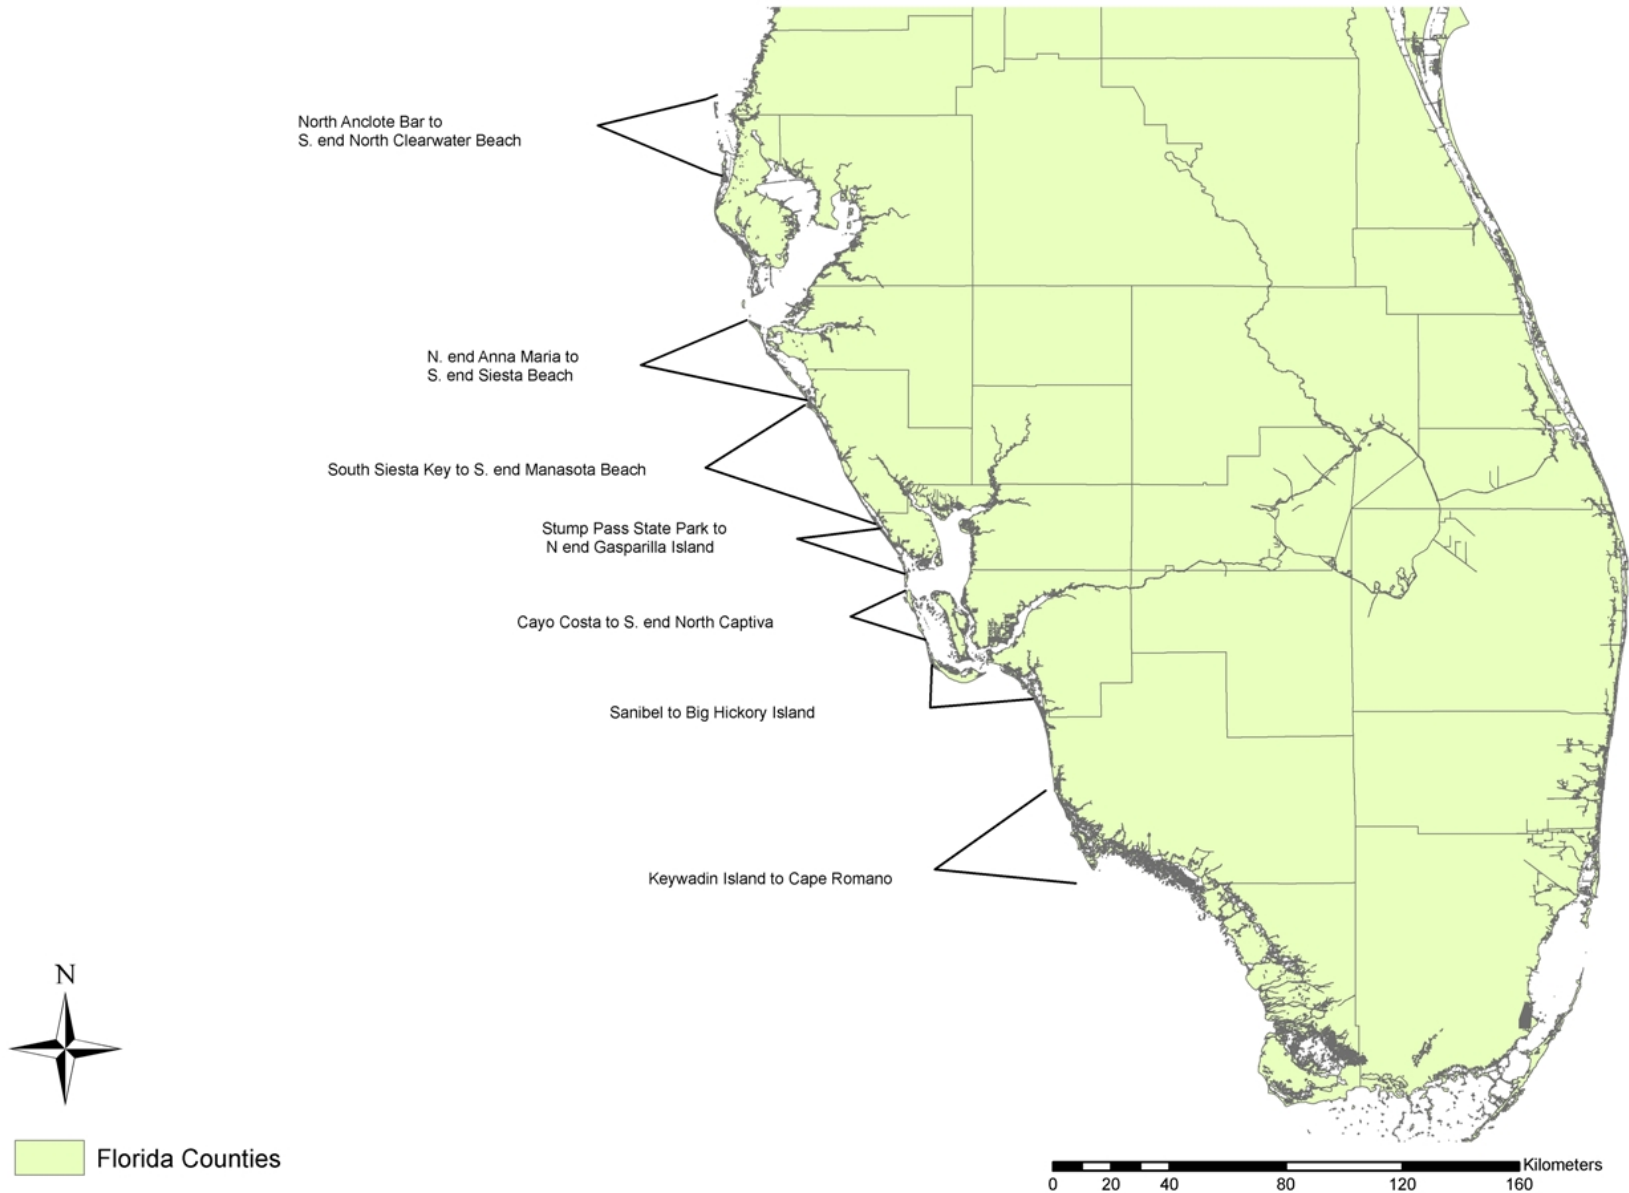 North Anclote Bar to
S. end North Clearwater Beach
N. end Anna Maria to
S. end Siesta Beach
South Siesta Key to S. end Manasota Beach
Stump Pass State Park to
N end Gasparilla Island
Cayo Costa to S. end North Captiva
Sanibel to Big Hickory Island
Keywadin Island to Cape Romano
N
Florida Counties
Kilometers
0 20 40 80 120 160